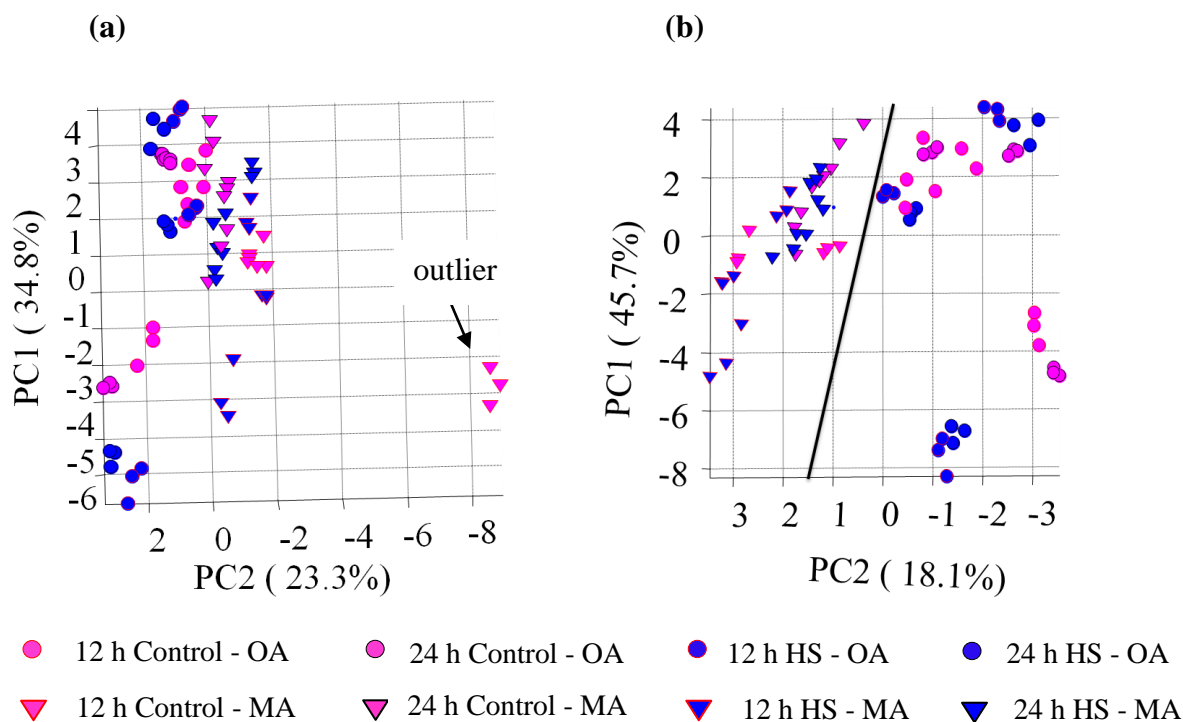 (a) (b)
4
3
2
1
0
-1
-2
-3
-4
-5
-6
PC1 ( 34.8%)
outlier
2 0 -2 -4 -6 -8
PC2 ( 23.3%)
4
2
0
-2
-4
-6
-8
PC1 ( 45.7%)
3 2 1 0 -1 -2 -3
PC2 ( 18.1%)
12 h Control - OA 24 h Control - OA 12 h HS - OA 24 h HS - OA
12 h Control - MA 24 h Control - MA 12 h HS - MA 24 h HS - MA